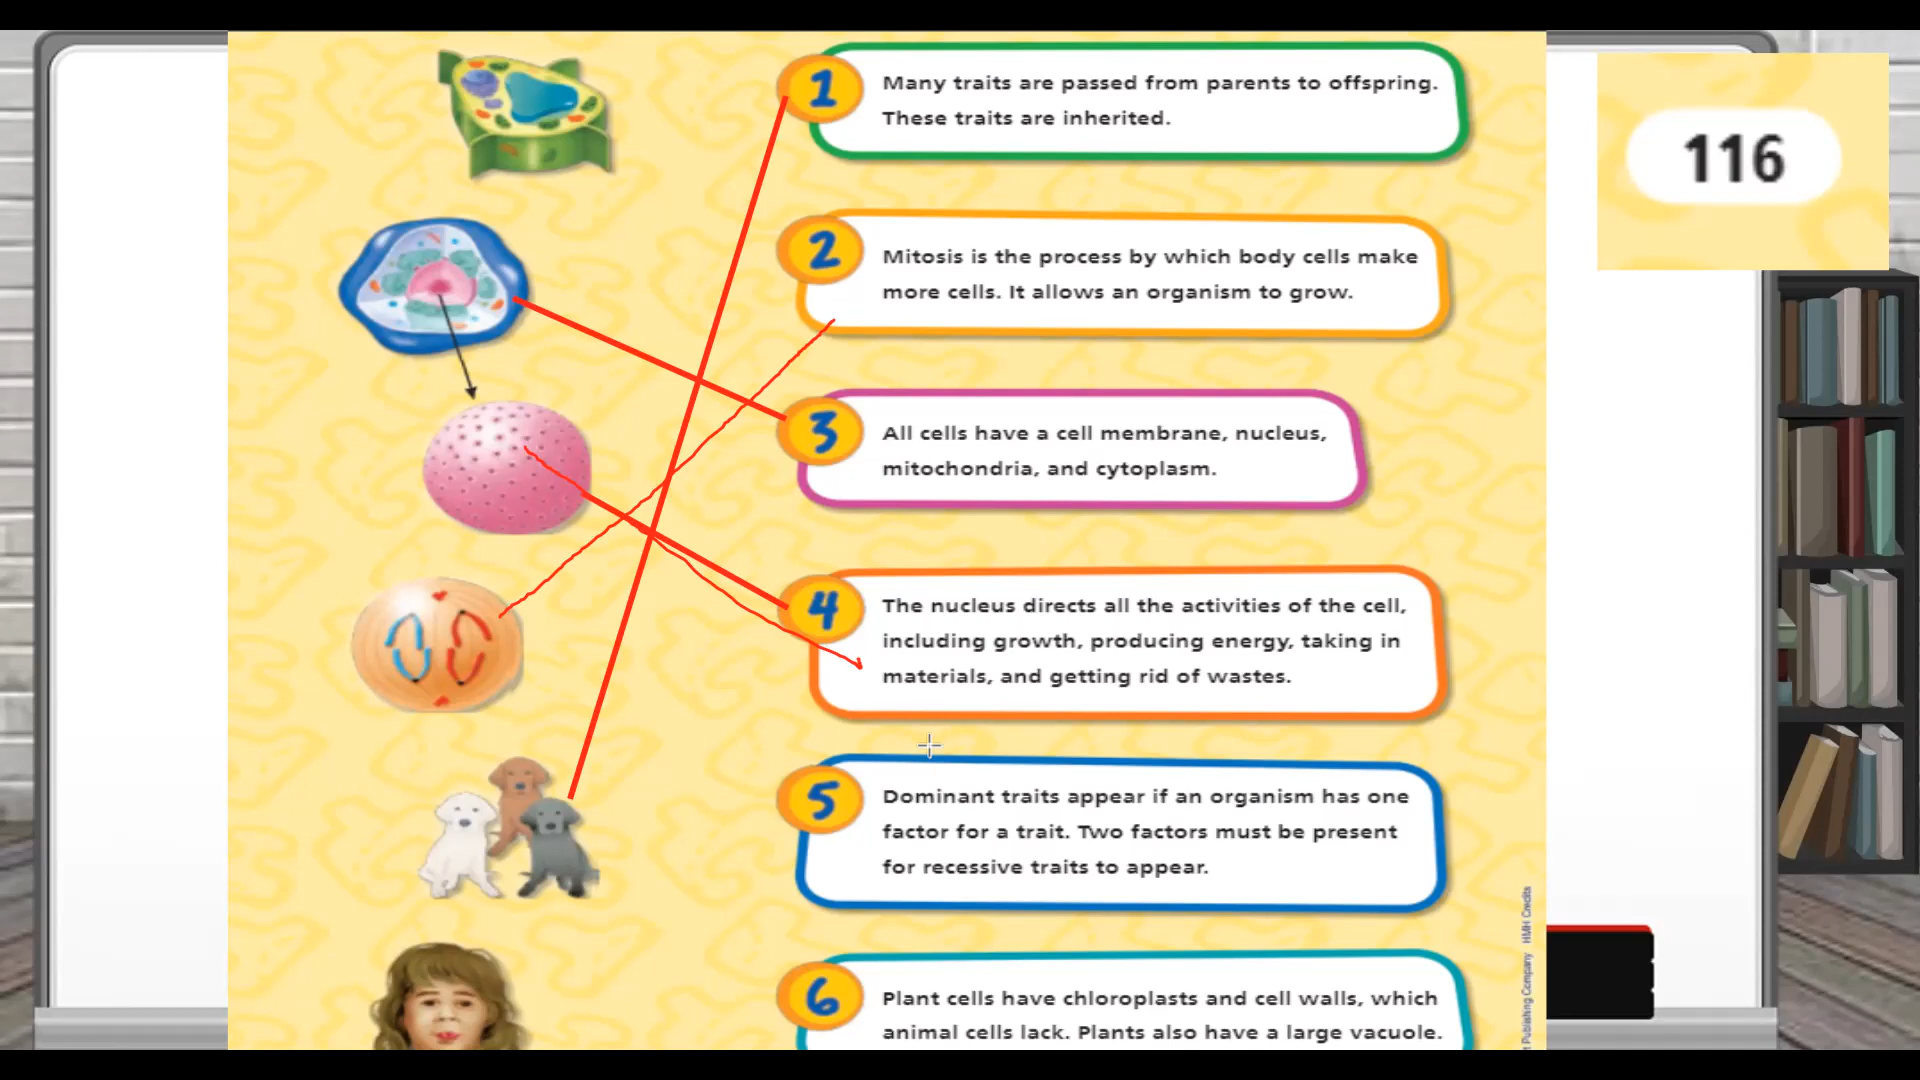 116
1
Many traits are passed from parents to offspring.
These traits are inherited.
2
Mitosis is the process by which body cells make
more cells. It allows an organism to grow.
3
All cells have a cell membrane, nucleus,
mitochondria, and cytoplasm.
4
The nucleus directs all the activities of the cell,
including growth, producing energy, taking in
materials, and getting rid of wastes.
5
Dominant traits appear if an organism has one
factor for a trait. Two factors must be present
for recessive traits to appear.
6
Plant cells have chloroplasts and cell walls, which
animal cells lack. Plants also have a large vacuole.
Publishing Company HMH Credits